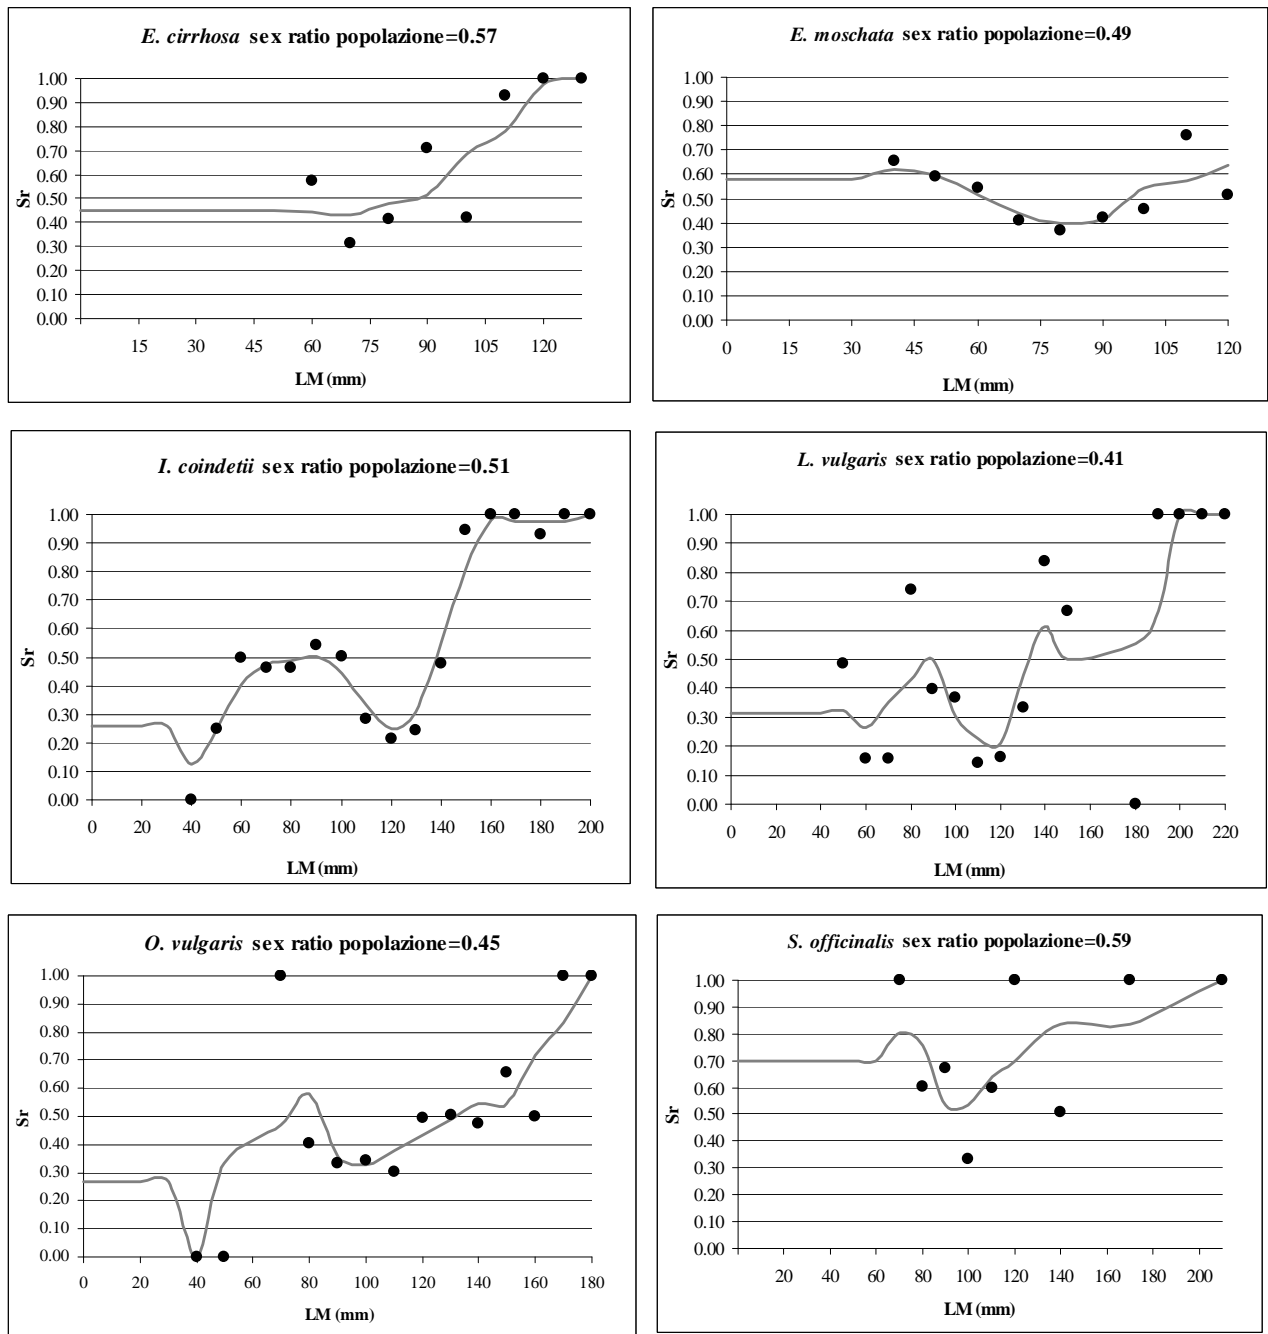 E. cirrhosa sex ratio popolazione=0.57
1.00
0.90
0.80
0.70
0.60
0.50
0.40
0.30
0.20
0.10
0.00
Sr
15 30 45 60 75 90 105 120
LM (mm)
E. moschata sex ratio popolazione=0.49
1.00
0.90
0.80
0.70
0.60
0.50
0.40
0.30
0.20
0.10
0.00
Sr
0 15 30 45 60 75 90 105 120
LM (mm)
I. coindetii sex ratio popolazione=0.51
1.00
0.90
0.80
0.70
0.60
0.50
0.40
0.30
0.20
0.10
0.00
Sr
0 20 40 60 80 100 120 140 160 180 200
LM (mm)
L. vulgaris sex ratio popolazione=0.41
1.00
0.90
0.80
0.70
0.60
0.50
0.40
0.30
0.20
0.10
0.00
Sr
0 20 40 60 80 100 120 140 160 180 200 220
LM (mm)
O. vulgaris sex ratio popolazione=0.45
1.00
0.90
0.80
0.70
0.60
0.50
0.40
0.30
0.20
0.10
0.00
Sr
0 20 40 60 80 100 120 140 160 180
LM (mm)
S. officinalis sex ratio popolazione=0.59
1.00
0.90
0.80
0.70
0.60
0.50
0.40
0.30
0.20
0.10
0.00
Sr
20 40 60 80 100 120 140 160 200
LM (mm)